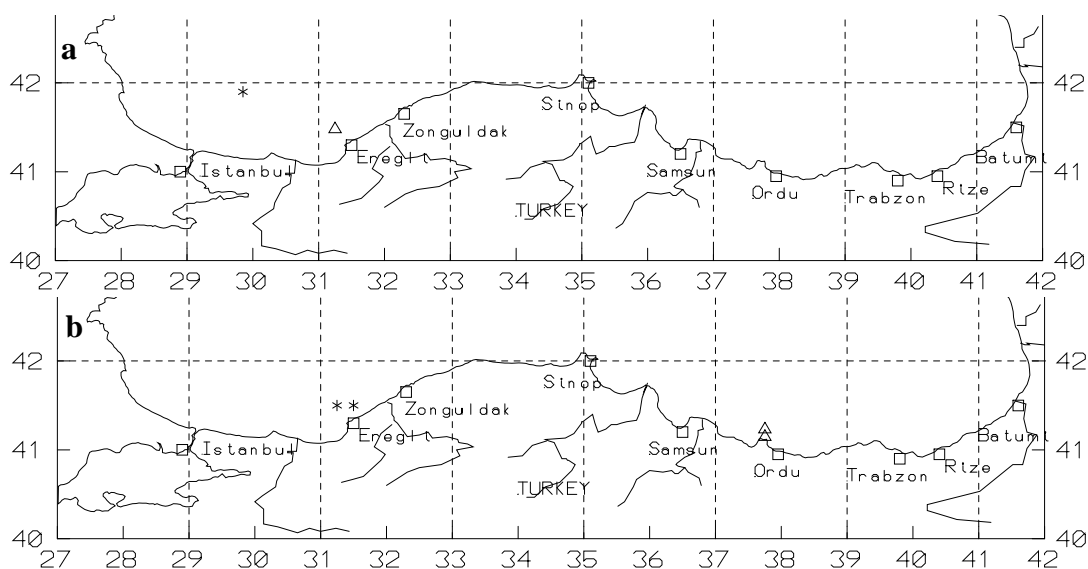 a
42
42
Sinop
Zonguldak
Eregli
Istanbul
41
41
Batumi
Samsun
Rize
Ordu
Trabzon
TURKEY
40
40
27 28 29 30 31 32 33 34 35 36 37 38 39 40 41 42
b
42
42
Sinop
Zonguldak
Eregli
Istanbul
41
41
Batumi
Samsun
Rize
Ordu
Trabzon
TURKEY
40
40
27 28 29 30 31 32 33 34 35 36 37 38 39 40 41 42